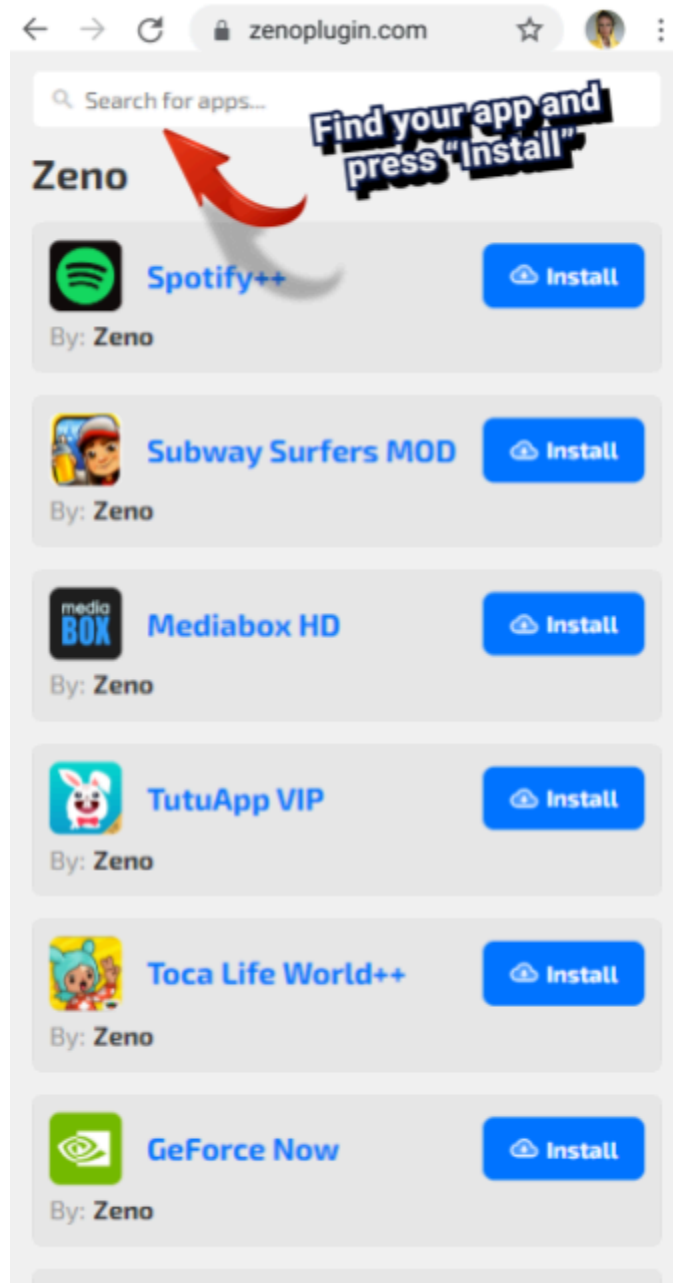 zenoplugin.com
Search for apps...
Find your app and
press "Install"
Zeno
Spotify++
Install
By: Zeno
Subway Surfers MOD
Install
By: Zeno
media
BOX
Mediabox HD
Install
By: Zeno
TutuApp VIP
Install
By: Zeno
Toca Life World++
Install
By: Zeno
GeForce Now
Install
By: Zeno